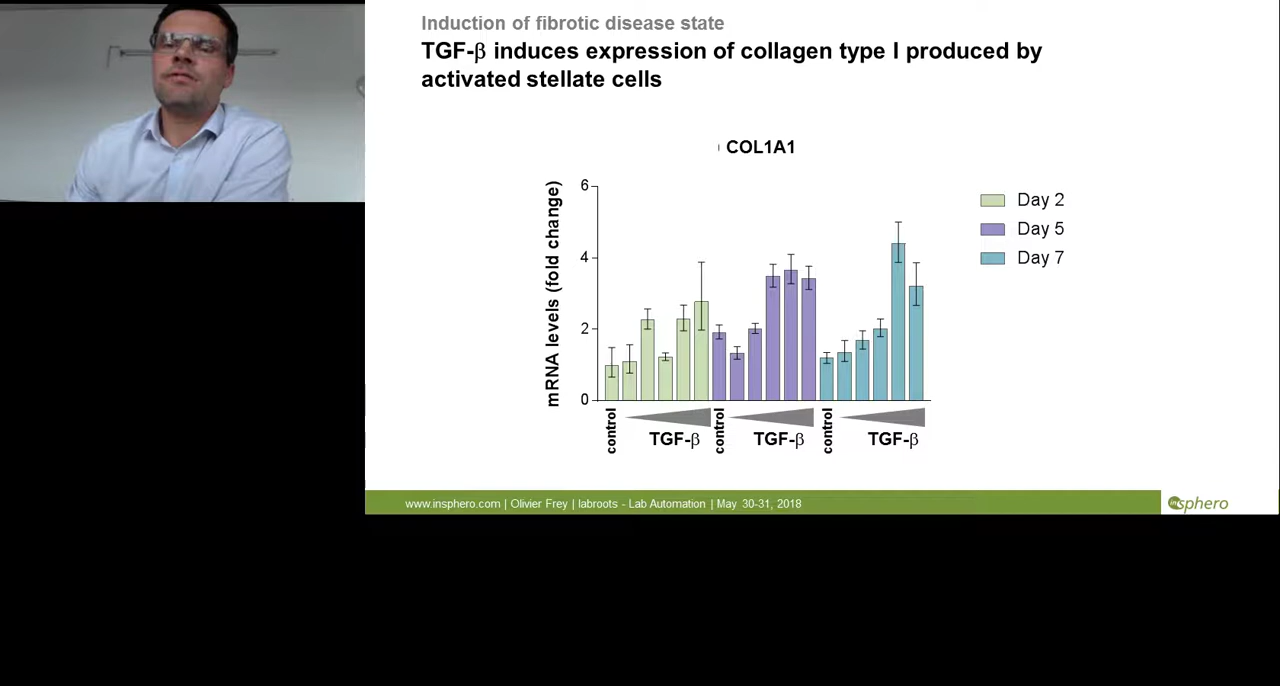 Induction of fibrotic disease state
TGF-β induces expression of collagen type I produced by
activated stellate cells
COL1A1
mRNA levels (fold change)
6
4
2
0
Day 2
Day 5
Day 7
control
TGF-β
control
TGF-β
control
TGF-β
www.insphero.com | Olivier Frey | labroots - Lab Automation | May 30-31, 2018
insphero